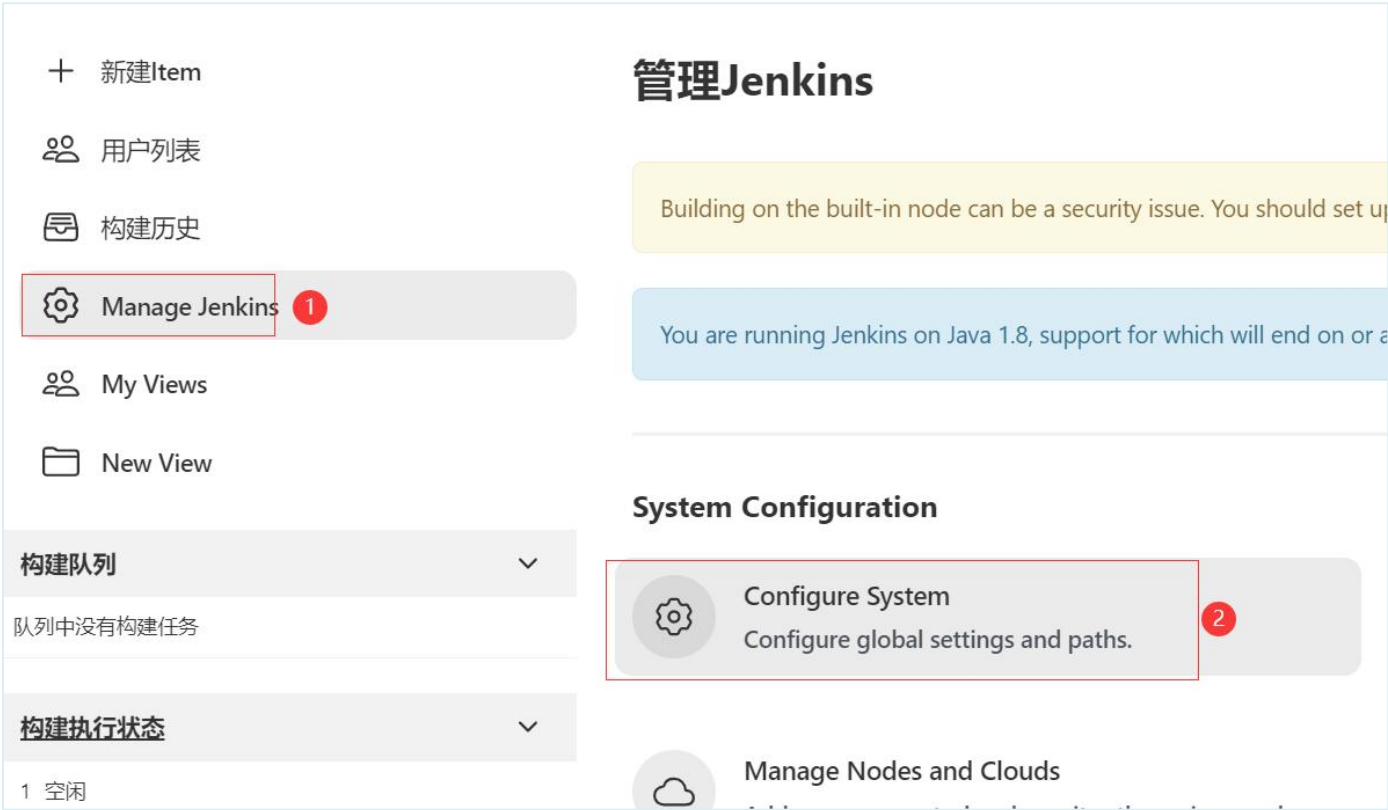 新建Item
用户列表
构建历史
Manage Jenkins 1
My Views
New View
构建队列
队列中没有构建任务
构建执行状态
1 空闲
管理Jenkins
Building on the built-in node can be a security issue. You should set up
You are running Jenkins on Java 1.8, support for which will end on or a
System Configuration
Configure System
Configure global settings and paths.
2
Manage Nodes and Clouds